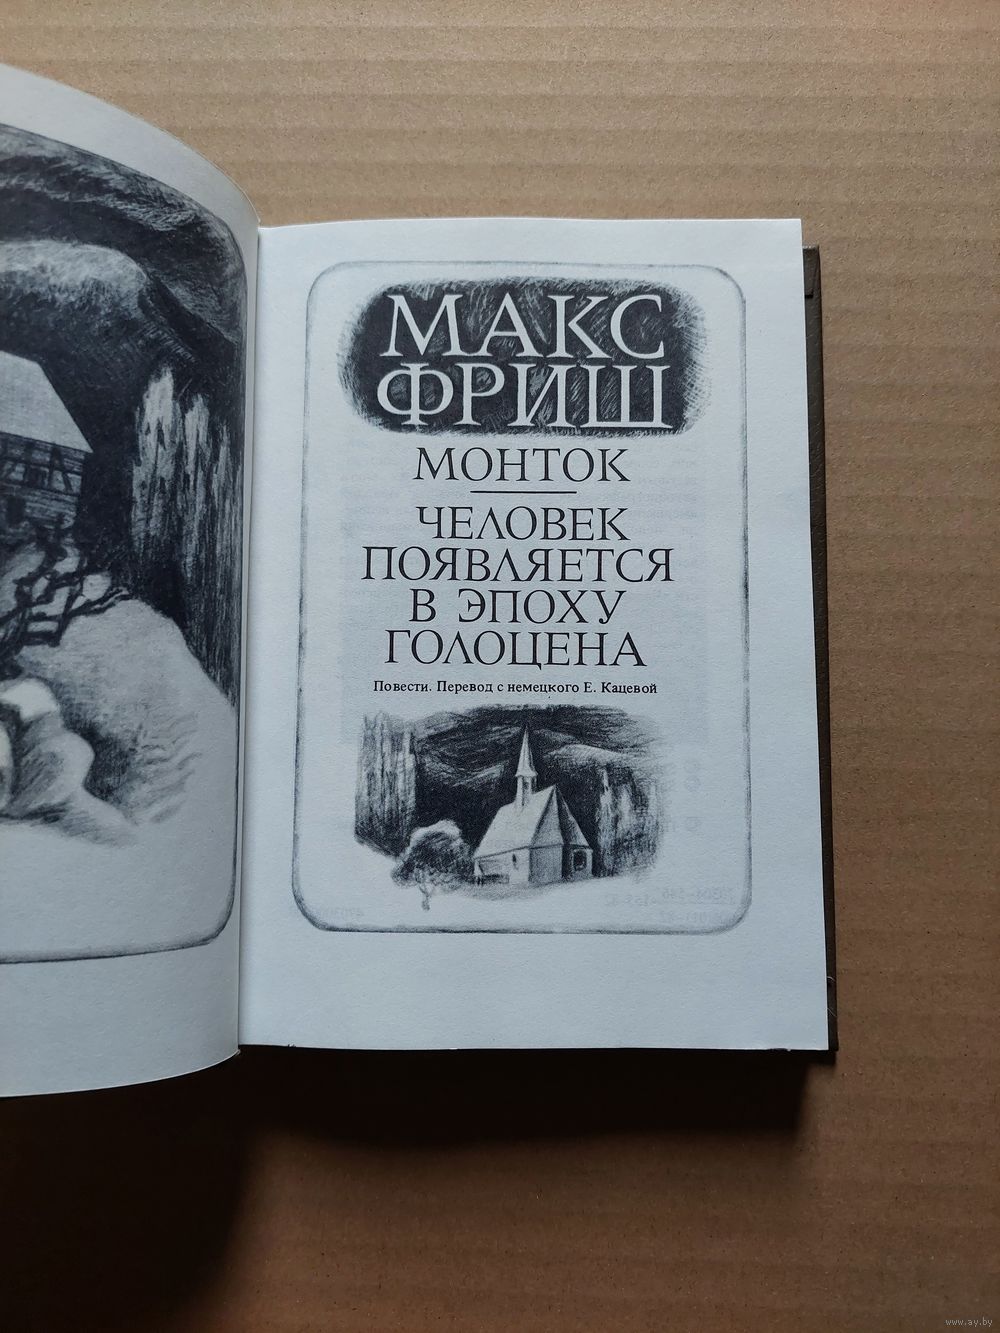 МАКС
ФРИШ
МОНТОК
ЧЕЛОВЕК
ПОЯВЛЯЕТСЯ
В ЭПОХУ
ГОЛОЦЕНА
Повести. Перевод с немецкого Е. Кацевой
www.ay.by